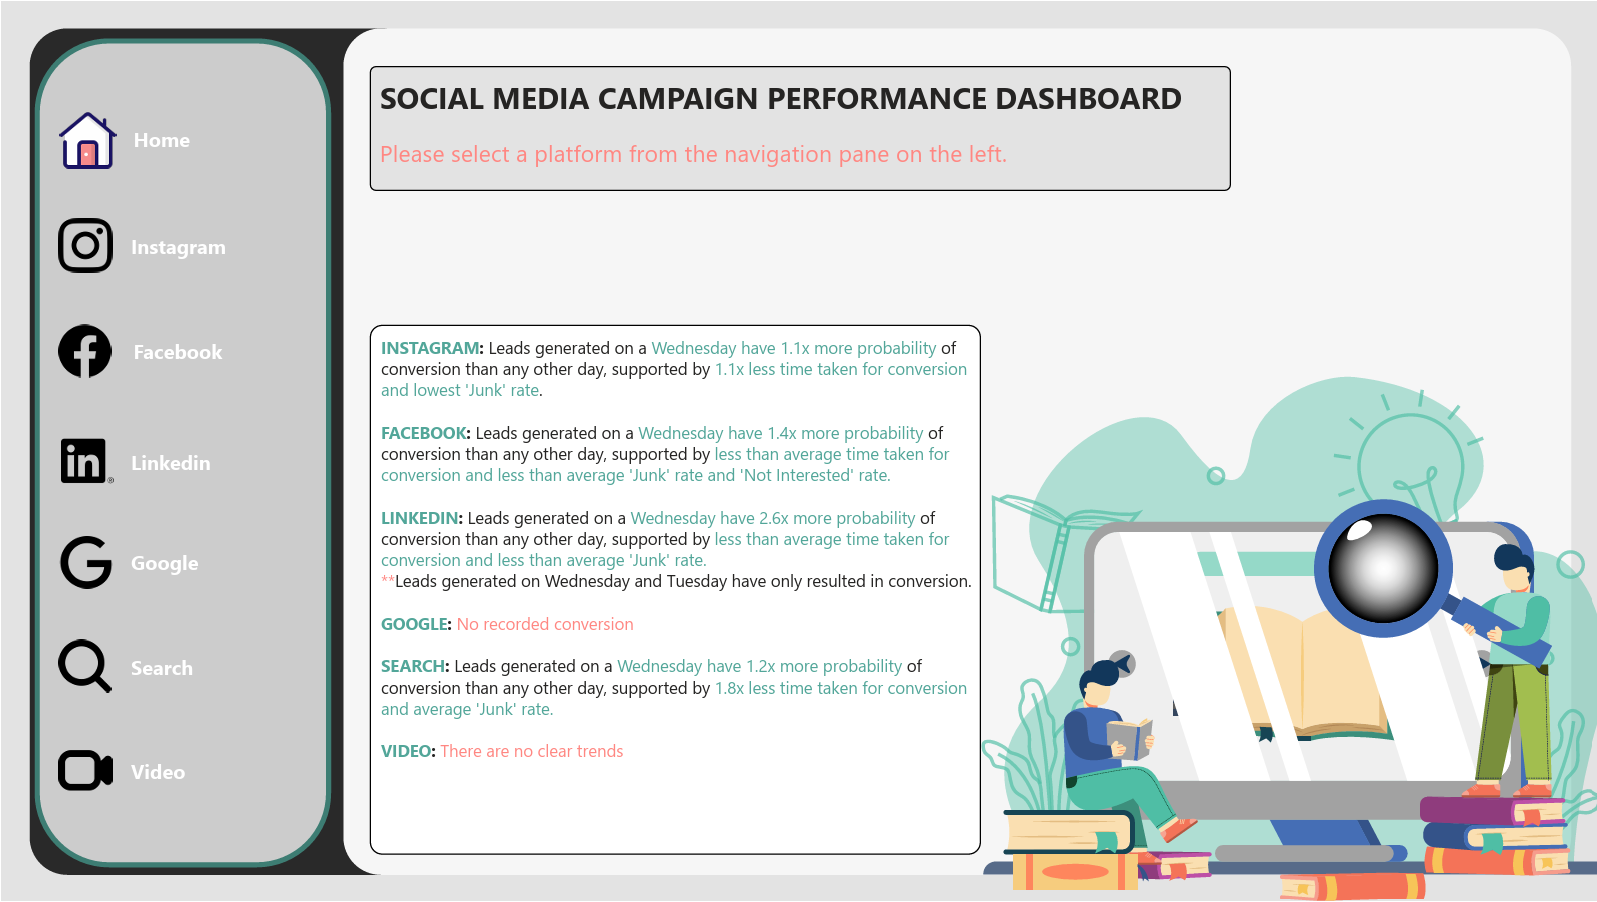 SOCIAL MEDIA CAMPAIGN PERFORMANCE DASHBOARD
Please select a platform from the navigation pane on the left.
Home
Instagram
Facebook
Linkedin
Google
Search
Video
INSTAGRAM: Leads generated on a Wednesday have 1.1x more probability of
conversion than any other day, supported by 1.1x less time taken for conversion
and lowest 'Junk' rate.
FACEBOOK: Leads generated on a Wednesday have 1.4x more probability of
conversion than any other day, supported by less than average time taken for
conversion and less than average 'Junk' rate and 'Not Interested' rate.
LINKEDIN: Leads generated on a Wednesday have 2.6x more probability of
conversion than any other day, supported by less than average time taken for
conversion and less than average 'Junk' rate.
**Leads generated on Wednesday and Tuesday have only resulted in conversion.
GOOGLE: No recorded conversion
SEARCH: Leads generated on a Wednesday have 1.2x more probability of
conversion than any other day, supported by 1.8x less time taken for conversion
and average 'Junk' rate.
VIDEO: There are no clear trends